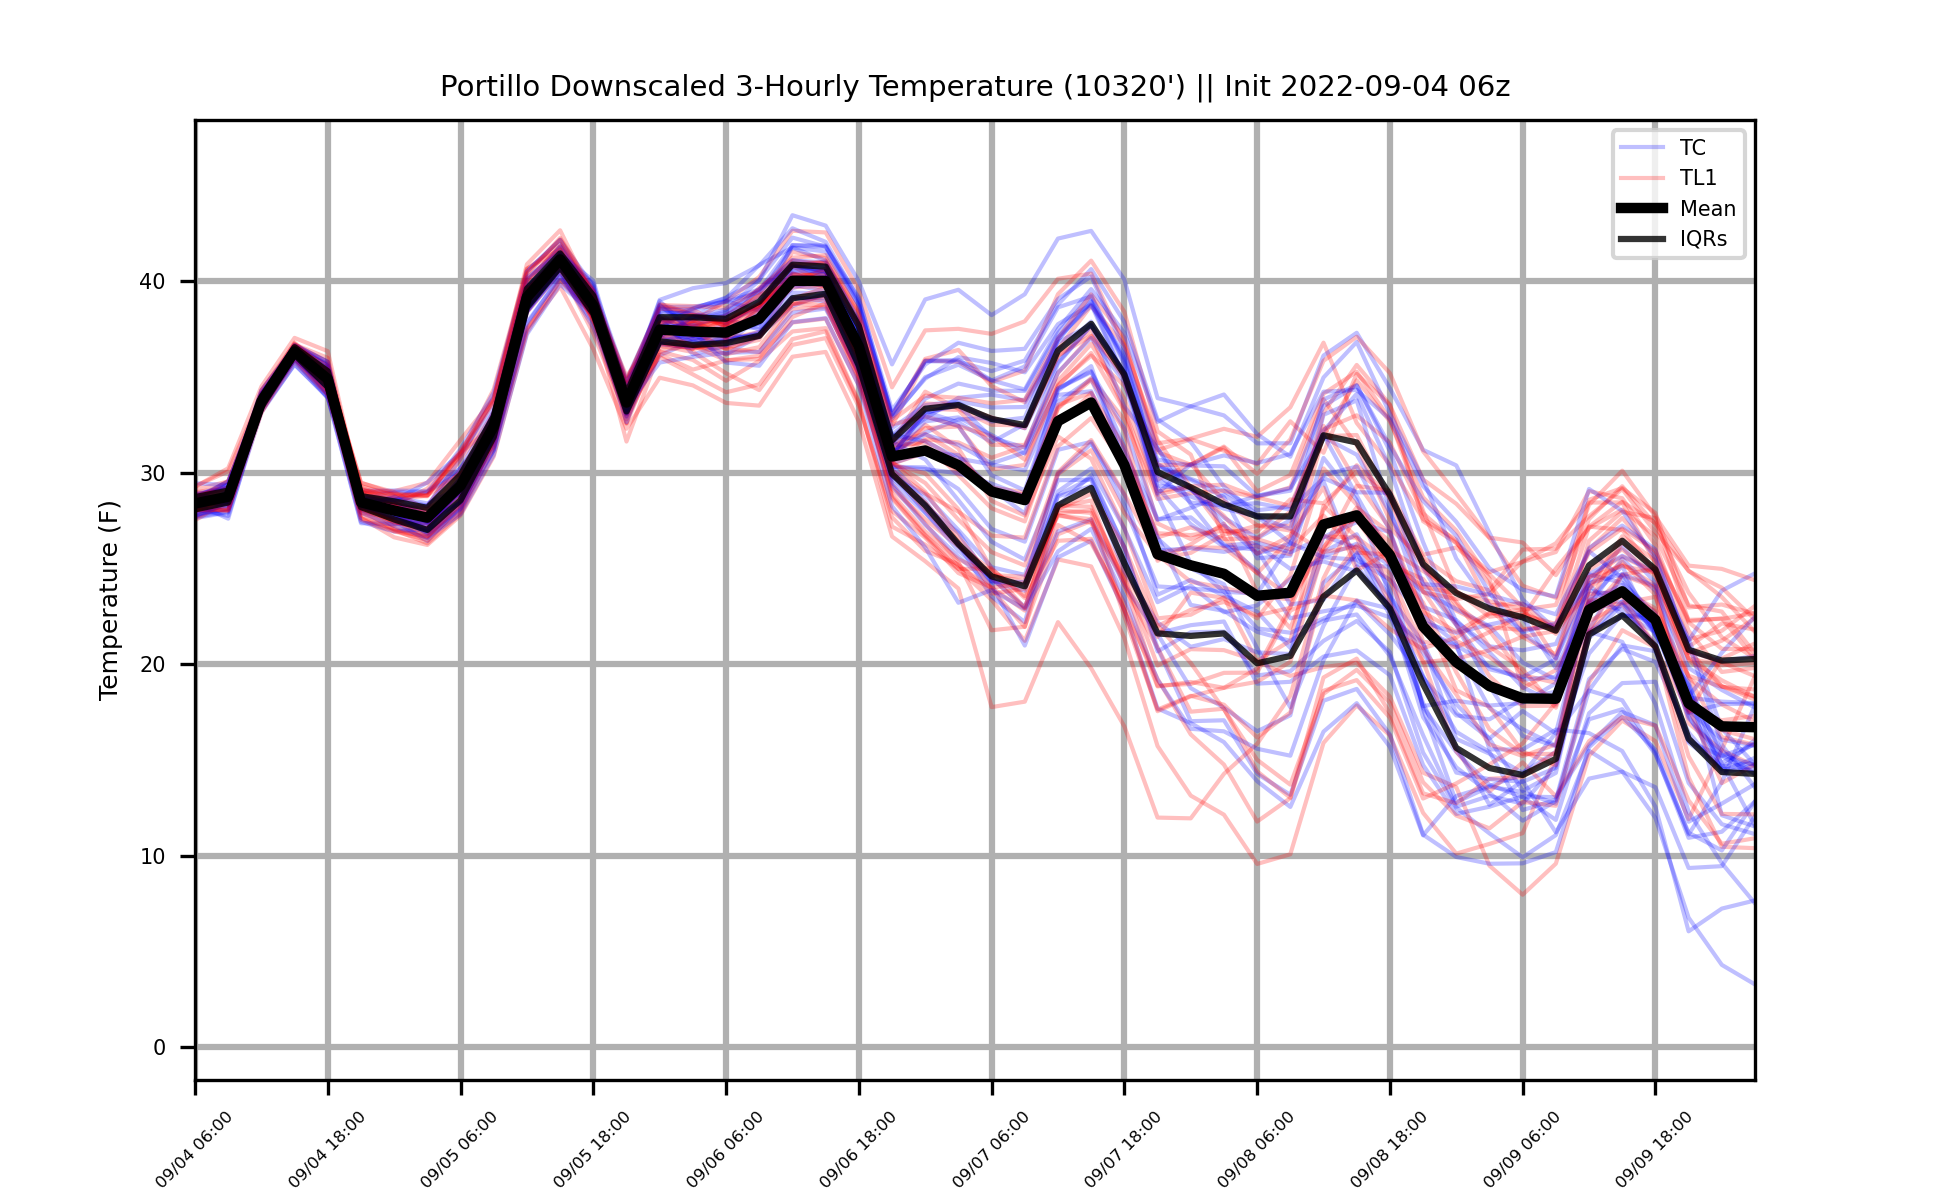 Portillo Downscaled 3-Hourly Temperature (10320') || Init 2022-09-04 06z
TC
TL1
Mean
IQRs
Temperature (F)
40
30
20
10
0
09/04 06:00
09/04 18:00
09/05 06:00
09/05 18:00
09/06 06:00
09/06 18:00
09/07 06:00
09/07 18:00
09/08 06:00
09/08 18:00
09/09 06:00
09/09 18:00